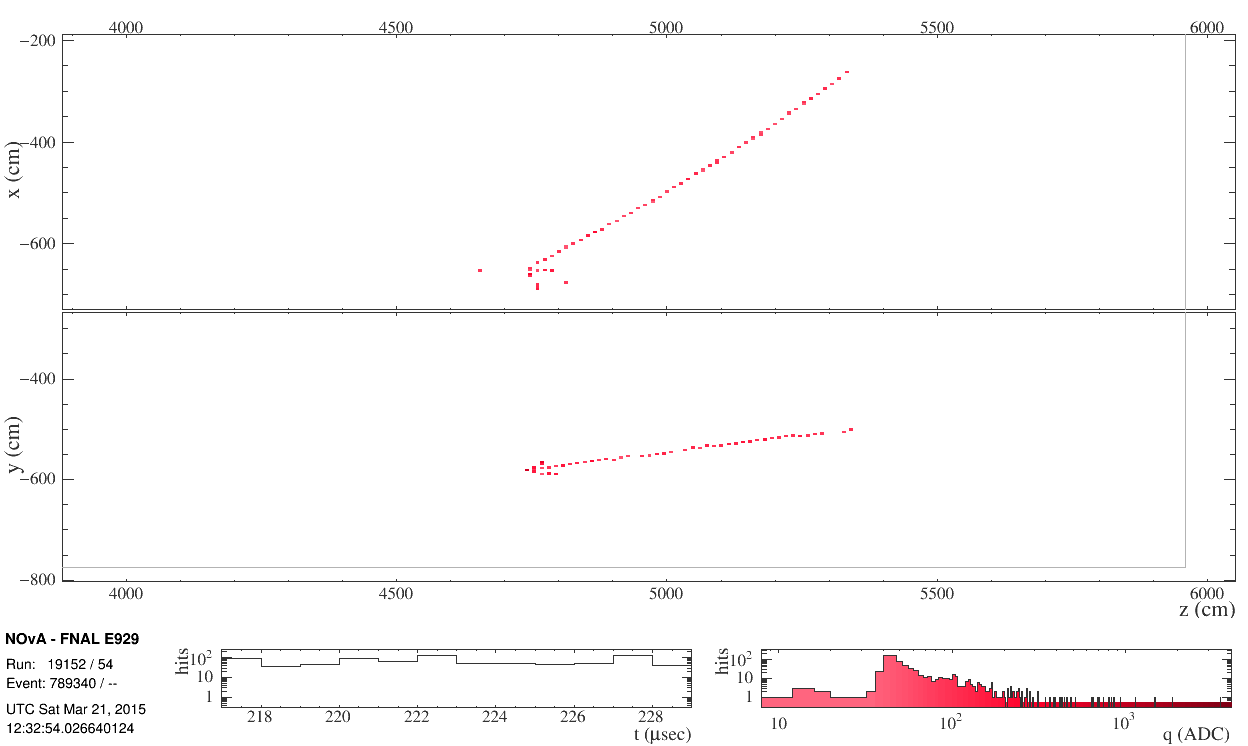 4000 4500 5000 5500 6000
−200
−400
−600
x (cm)
−400
−600
−800
y (cm)
4000 4500 5000 5500 6000
z (cm)
NOvA - FNAL E929
Run: 19152 / 54
Event: 789340 / --
UTC Sat Mar 21, 2015
12:32:54.026640124
hits
10²
10
1
218 220 222 224 226 228
t (μsec)
hits
10²
10
1
10 10² 10³
q (ADC)